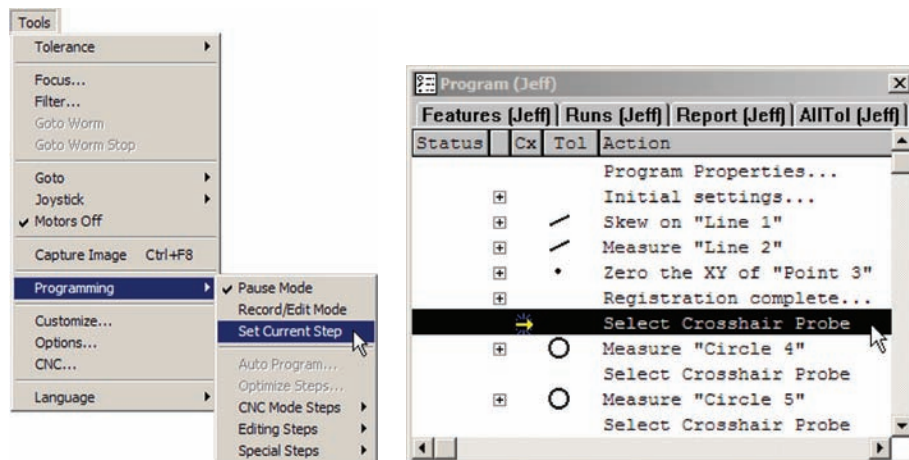 Tools
Tolerance
Focus...
Filter...
Goto Worm
Goto Worm Stop
Goto
Joystick
Motors Off
Capture Image Ctrl+F8
Programming
Customize...
Options...
CNC...
Language
Pause Mode
Record/Edit Mode
Set Current Step
Auto Program...
Optimize Steps...
CNC Mode Steps
Editing Steps
Special Steps
Program (Jeff)
Features (Jeff) Runs (Jeff) Report (Jeff) AllTol (Jeff)
Status Cx Tol Action
Program Properties...
Initial settings...
Skew on "Line 1"
Measure "Line 2"
Zero the XY of "Point 3"
Registration complete...
Select Crosshair Probe
Measure "Circle 4"
Select Crosshair Probe
Measure "Circle 5"
Select Crosshair Probe